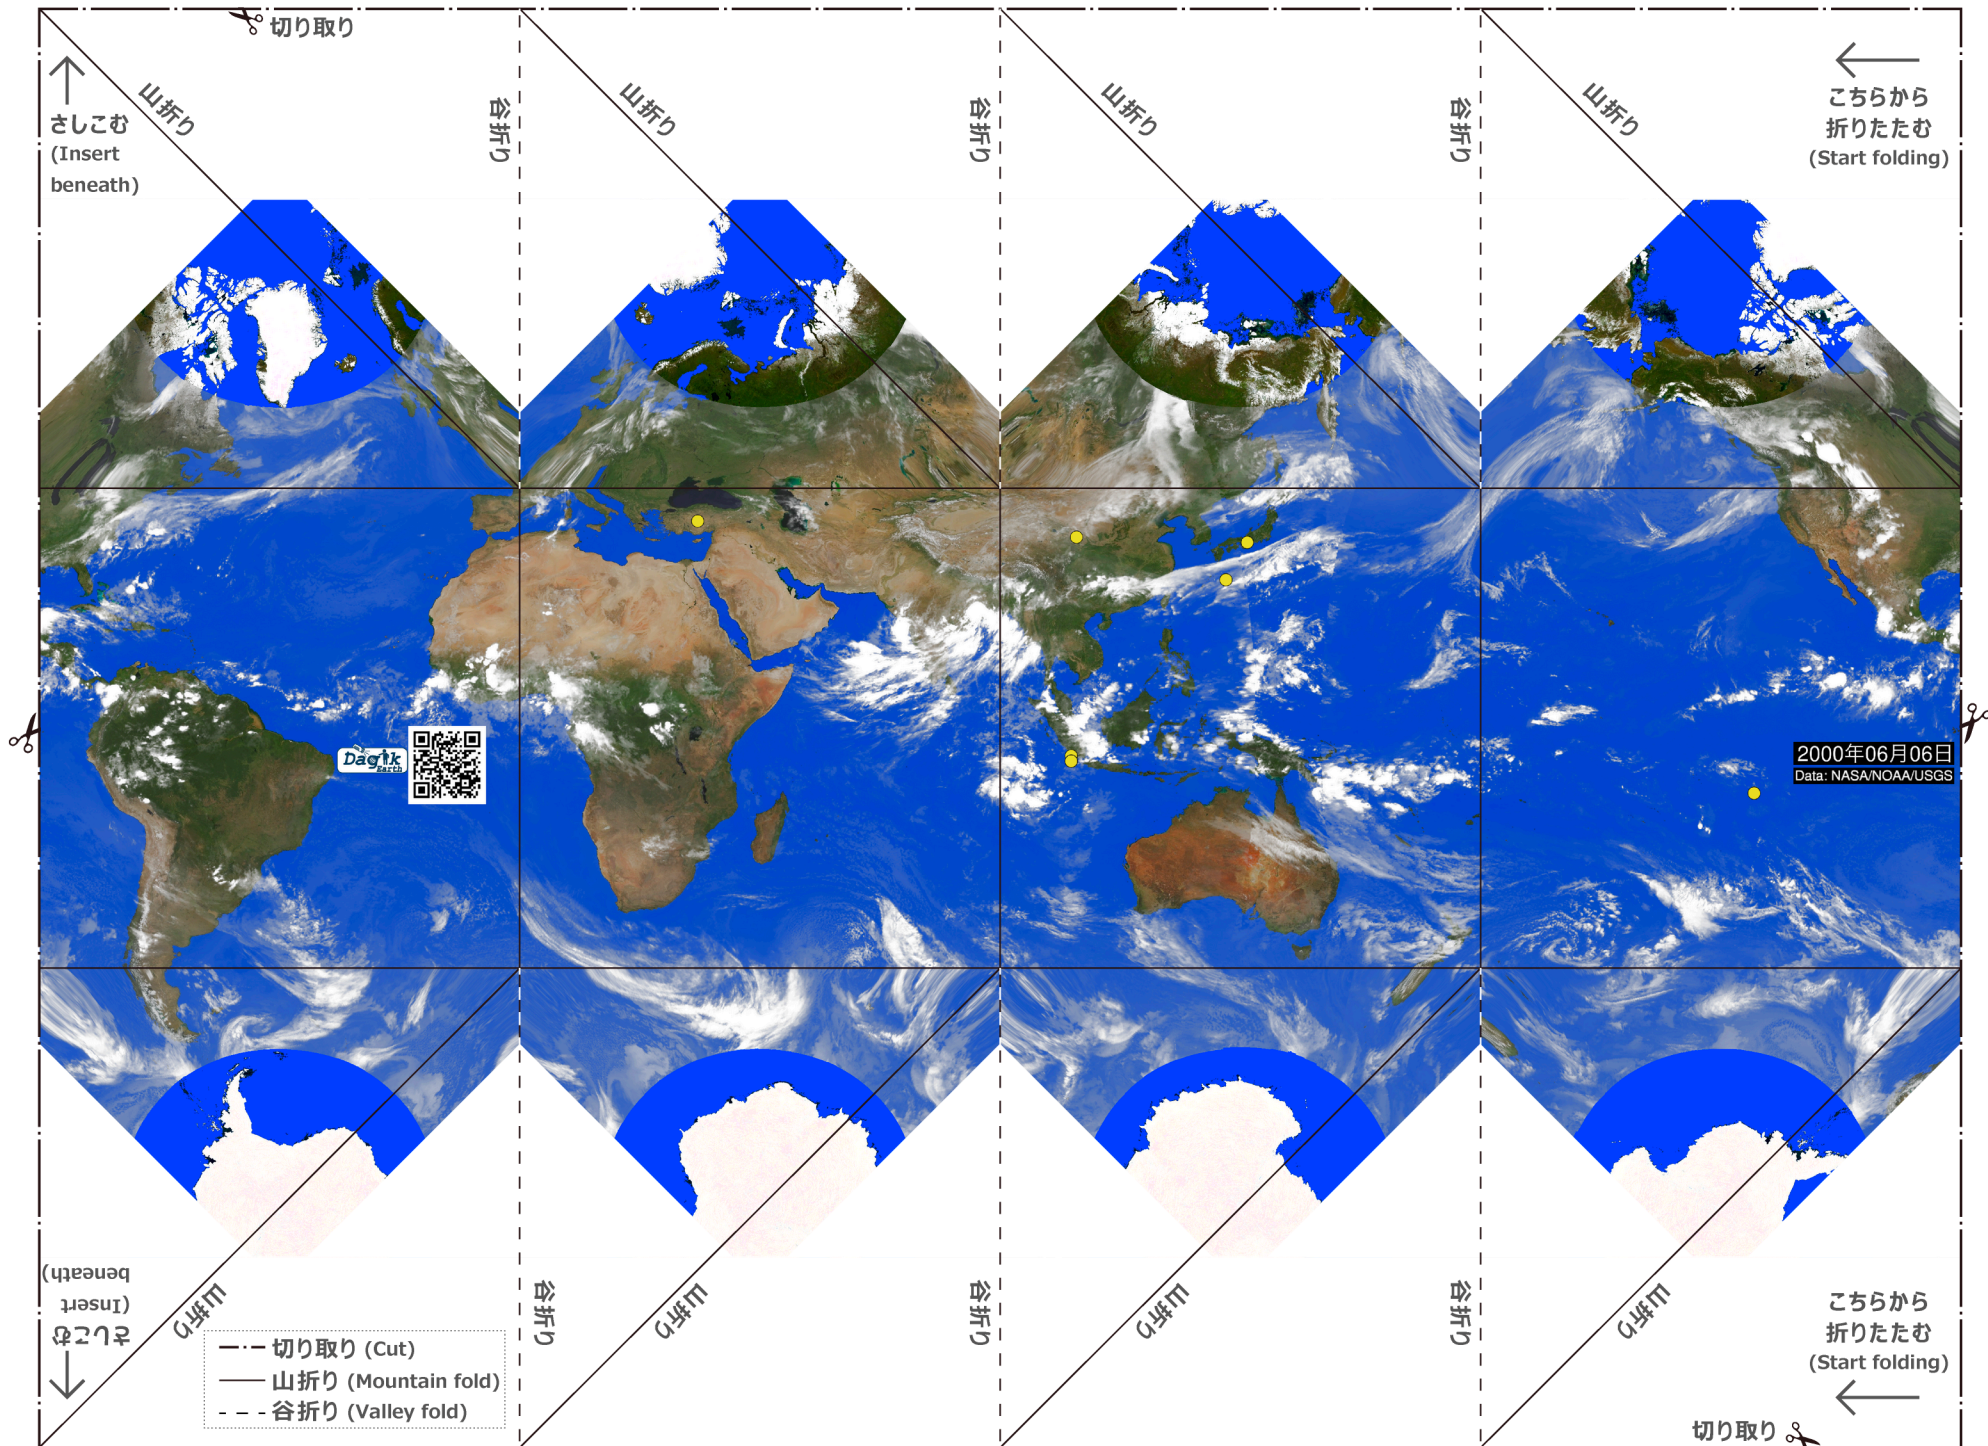 切り取り
山折り
谷折り
山折り
谷折り
山折り
谷折り
山折り
さしこむ
(Insert
beneath)
こちらから
折りたたむ
(Start folding)
Dagik
Earth
2000年06月06日
Data: NASA/NOAA/USGS
さしこむ
(Insert
beneath)
山折り
谷折り
山折り
谷折り
山折り
谷折り
山折り
こちらから
折りたたむ
(Start folding)
切り取り (Cut)
山折り (Mountain fold)
谷折り (Valley fold)
切り取り